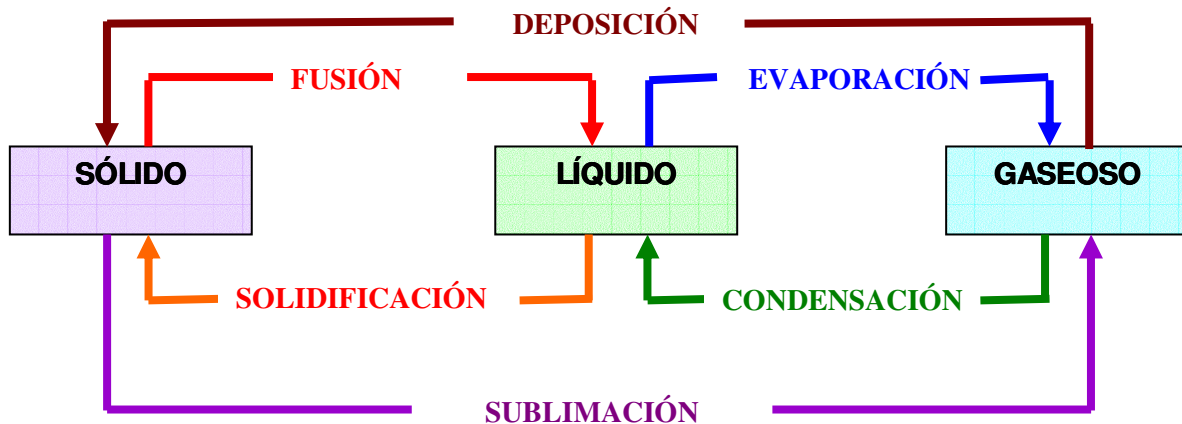 DEPOSICIÓN
FUSIÓN
EVAPORACIÓN
SÓLIDO
LÍQUIDO
GASEOSO
SOLIDIFICACIÓN
CONDENSACIÓN
SUBLIMACIÓN